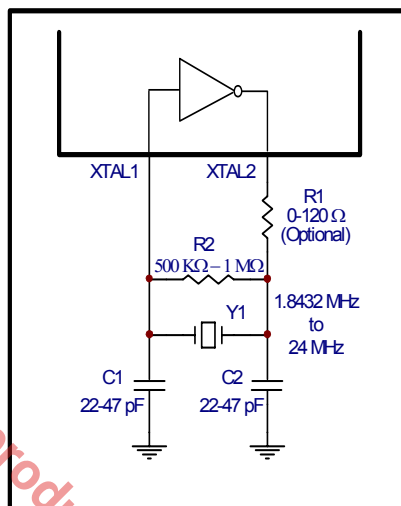 XTAL1
XTAL2
R1
0-120 Ω
(Optional)
R2
500 KΩ – 1 MΩ
Y1
1.8432 MHz
to
24 MHz
C1
22-47 pF
C2
22-47 pF